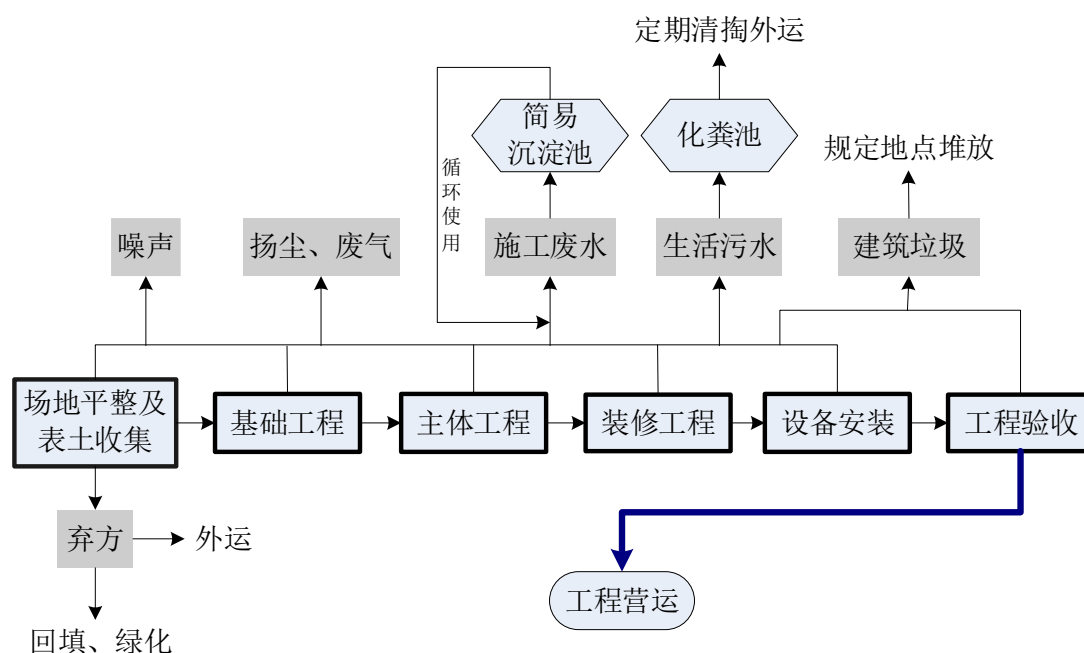 定期清掏外运
简易
沉淀池
化粪池
规定地点堆放
循环使用
噪声
扬尘、废气
施工废水
生活污水
建筑垃圾
场地平整及
表土收集
基础工程
主体工程
装修工程
设备安装
工程验收
弃方
外运
工程营运
回填、绿化